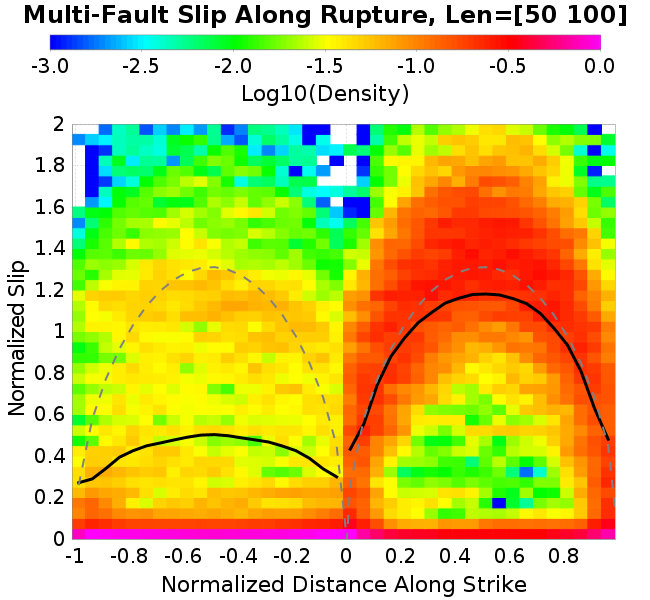 Multi-Fault Slip Along Rupture, Len=[50 100]
-3.0 -2.5 -2.0 -1.5 -1.0 -0.5 0.0
Log10(Density)
2
1.8
1.6
1.4
1.2
1
0.8
0.6
0.4
0.2
0
Normalized Slip
-1 -0.8 -0.6 -0.4 -0.2 0 0.2 0.4 0.6 0.8
Normalized Distance Along Strike